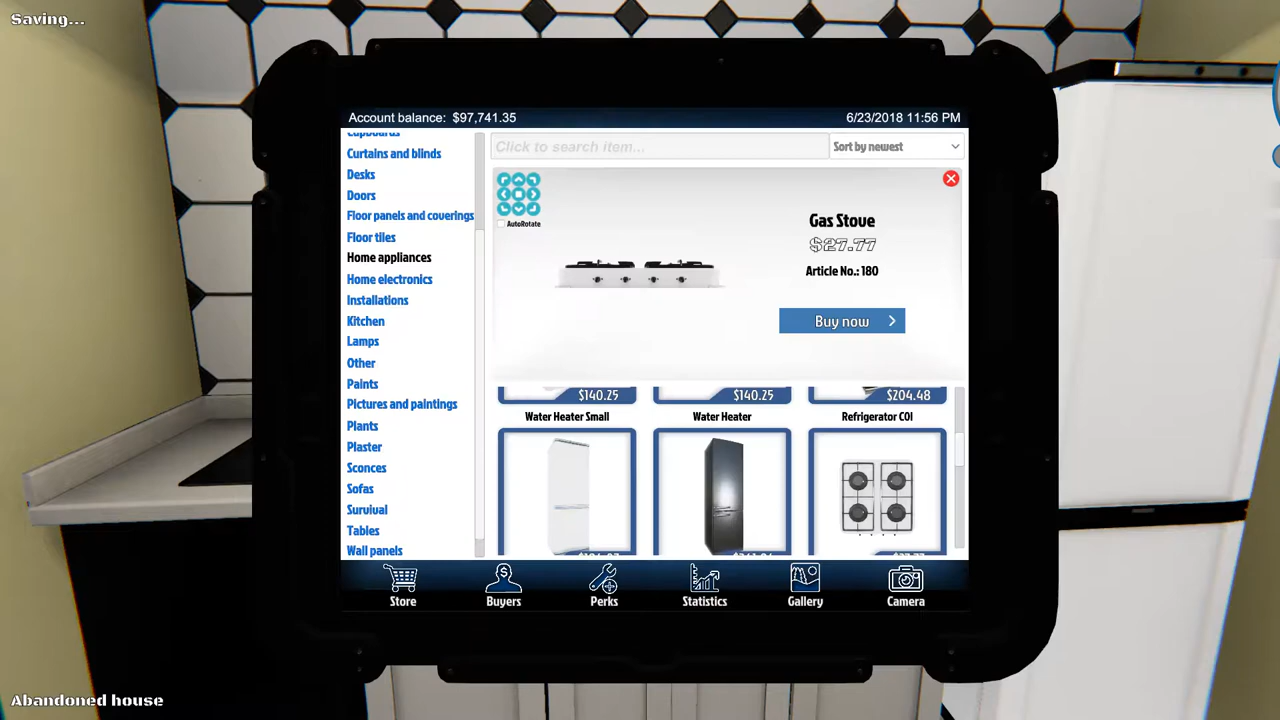 Saving...
Account balance: $97,741.35
6/23/2018 11:56 PM
Cupboards
Curtains and blinds
Desks
Doors
Floor panels and coverings
Floor tiles
Home appliances
Home electronics
Installations
Kitchen
Lamps
Other
Paints
Pictures and paintings
Plants
Plaster
Sconces
Sofas
Survival
Tables
Wall panels
Click to search item...
Sort by newest
AutoRotate
Gas Stove
$27.77
Article No.: 180
Buy now
$140.25
$140.25
$204.48
Water Heater Small
Water Heater
Refrigerator COI
Store
Buyers
Perks
Statistics
Gallery
Camera
Abandoned house